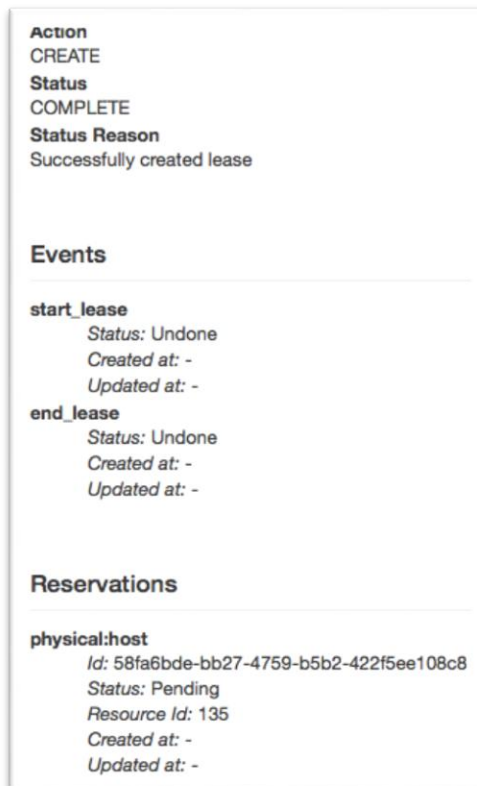 Action
CREATE
Status
COMPLETE
Status Reason
Successfully created lease
Events
start_lease
Status: Undone
Created at: -
Updated at: -
end_lease
Status: Undone
Created at: -
Updated at: -
Reservations
physical:host
Id: 58fa6bde-bb27-4759-b5b2-422f5ee108c8
Status: Pending
Resource Id: 135
Created at: -
Updated at: -